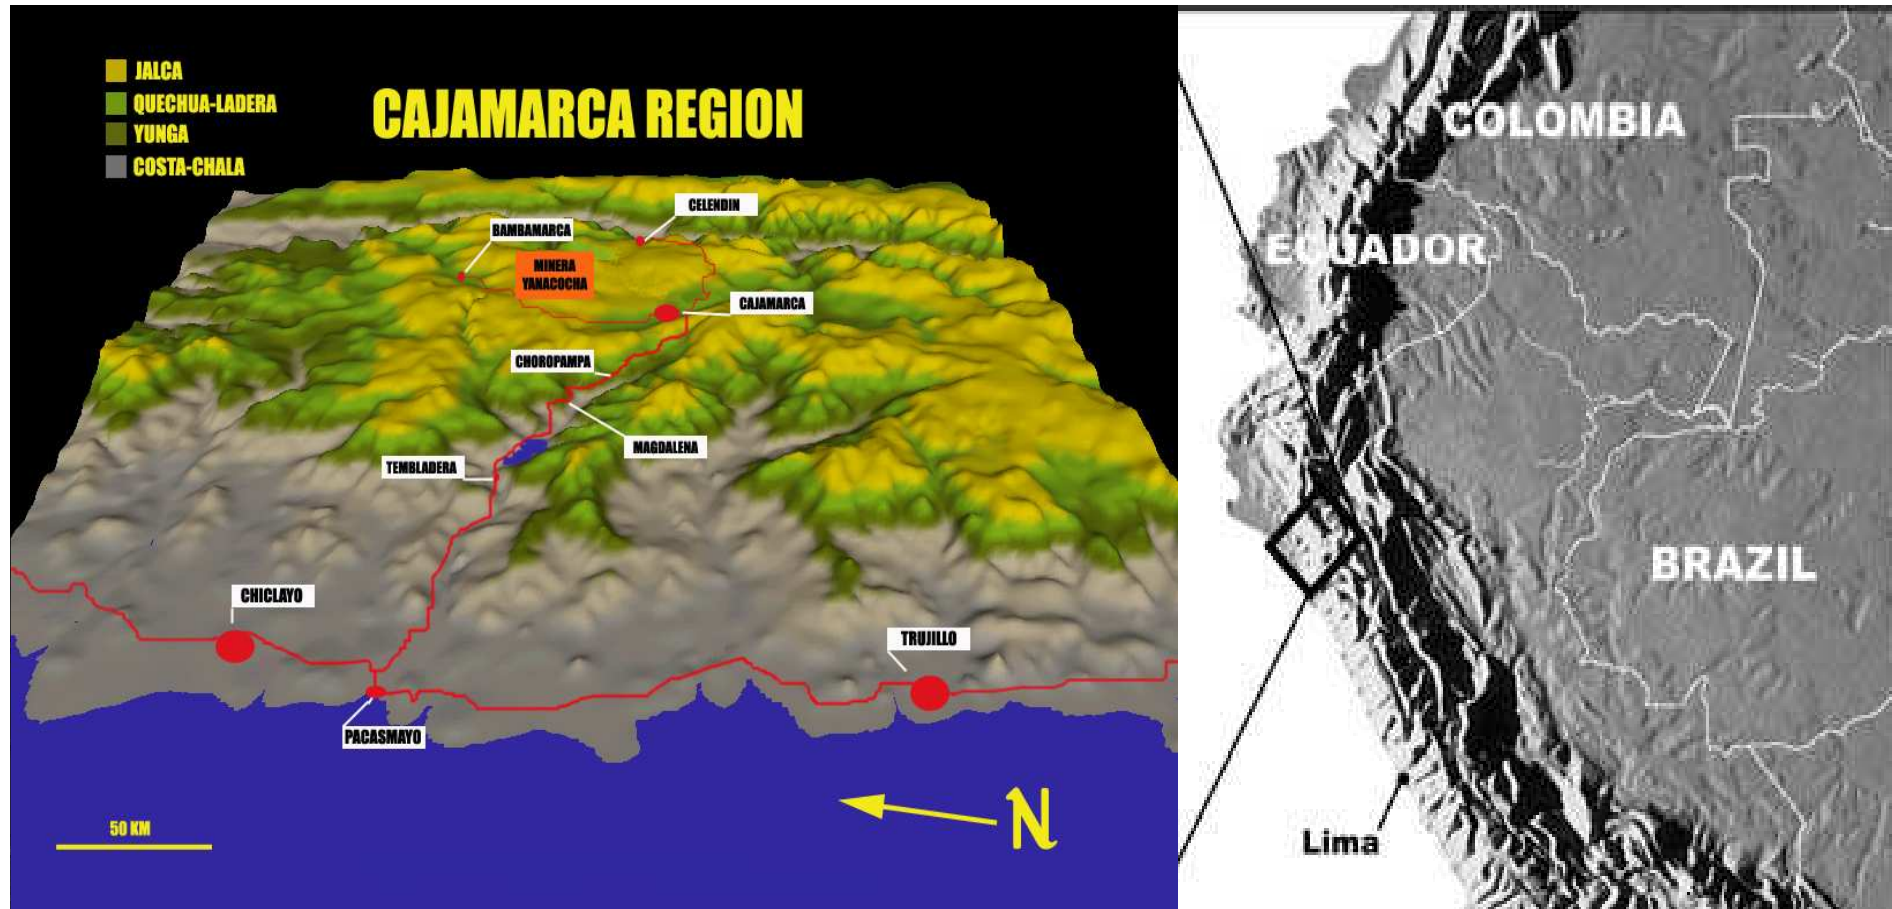 JALCA
QUECHUA-LADERA
YUNGA
COSTA-CHALA
CAJAMARCA REGION
CELENDIN
BAMBAMARCA
MINERA
YANACOCHA
CAJAMARCA
CHOROPAMPA
MAGDALENA
TEMBLADERA
CHICLAYO
TRUJILLO
PACASMAYO
N
50 KM
COLOMBIA
ECUADOR
BRAZIL
Lima